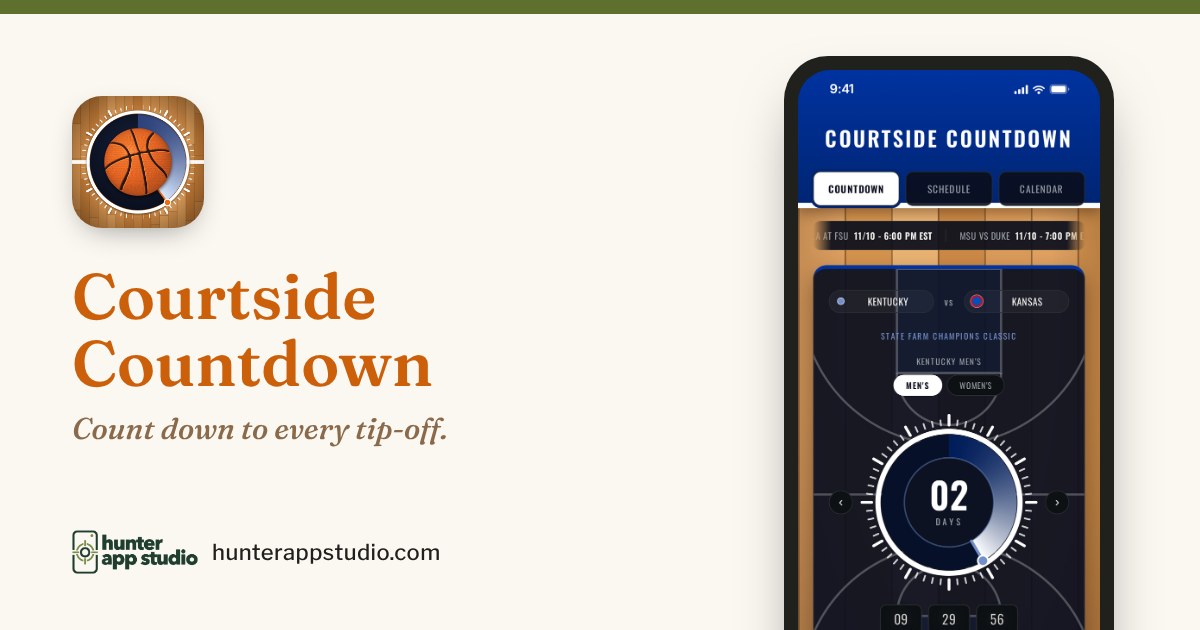 Courtside
Countdown
Count down to every tip-off.
hunter
app studio
hunterappstudio.com
9:41
COURTSIDE COUNTDOWN
COUNTDOWN
SCHEDULE
CALENDAR
A AT FSU 11/10 - 6:00 PM EST
MSU VS DUKE 11/10 - 7:00 PM E
KENTUCKY
VS
KANSAS
STATE FARM CHAMPIONS CLASSIC
KENTUCKY MEN'S
MEN'S
WOMEN'S
‹
02
›
DAYS
09 29 56